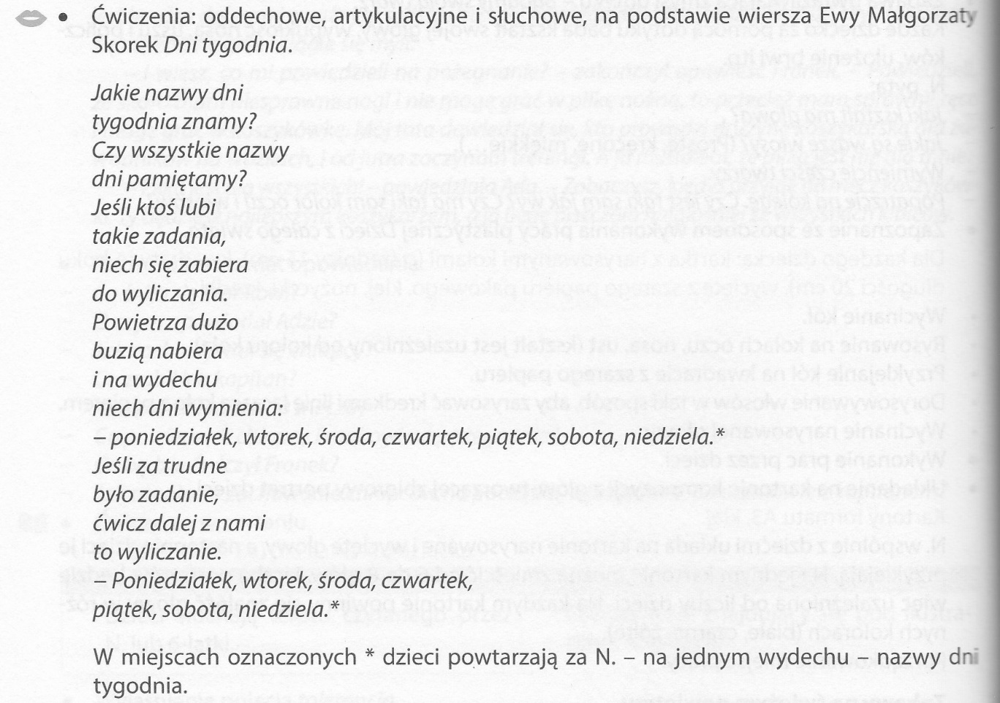 • Ćwiczenia: oddechowe, artykulacyjne i słuchowe, na podstawie wiersza Ewy Małgorzaty
Skorek Dni tygodnia.
Jakie nazwy dni
tygodnia znamy?
Czy wszystkie nazwy
dni pamiętamy?
Jeśli ktoś lubi
takie zadania,
niech się zabiera
do wyliczania.
Powietrza dużo
buzią nabiera
i na wydechu
niech dni wymienia:
– poniedziałek, wtorek, środa, czwartek, piątek, sobota, niedziela.*
Jeśli za trudne
było zadanie,
ćwicz dalej z nami
to wyliczanie.
– Poniedziałek, wtorek, środa, czwartek,
piątek, sobota, niedziela.*
W miejscach oznaczonych * dzieci powtarzają za N. – na jednym wydechu – nazwy dni
tygodnia.